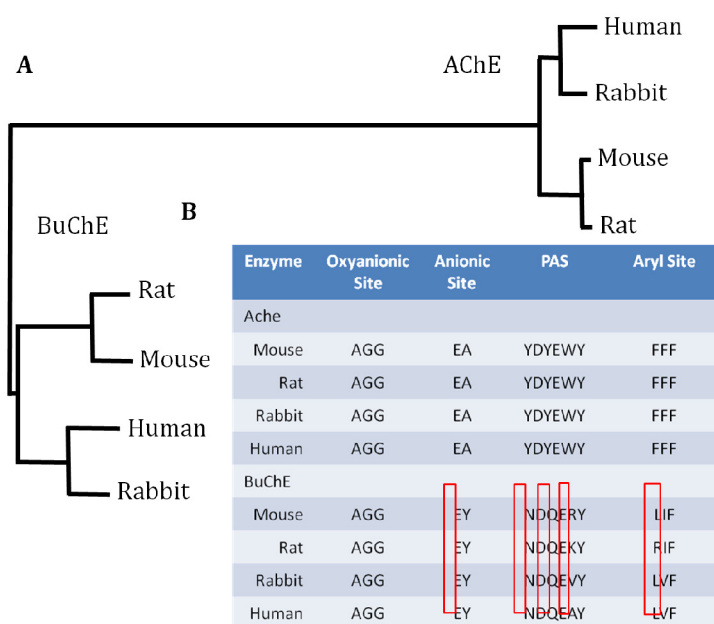 A
AChE
Human
Rabbit
Mouse
Rat
B
BuChE
Rat
Mouse
Human
Rabbit
Enzyme Oxyanionic Site Anionic Site PAS Aryl Site
Ache
Mouse AGG EA YDYEWY FFF
Rat AGG EA YDYEWY FFF
Rabbit AGG EA YDYEWY FFF
Human AGG EA YDYEWY FFF
BuChE
Mouse AGG EY NDQERY LIF
Rat AGG EY NDQEKY RIF
Rabbit AGG EY NDQEVY LVF
Human AGG EY NDQEAY LVF